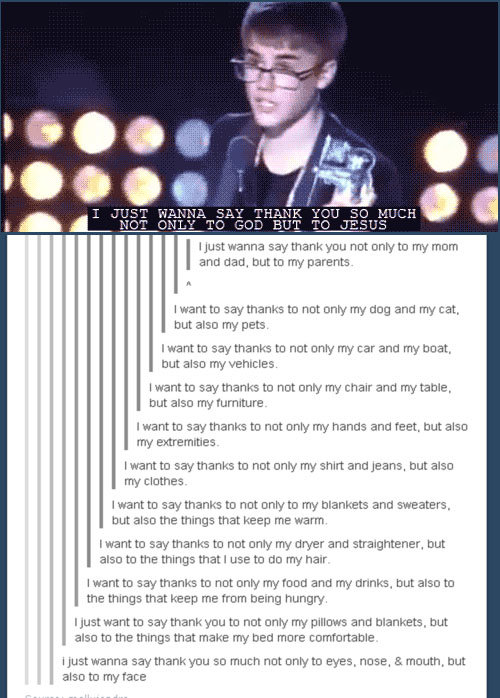 I JUST WANNA SAY THANK YOU SO MUCH
NOT ONLY TO GOD BUT TO JESUS
I just wanna say thank you not only to my mom
and dad, but to my parents.
^
I want to say thanks to not only my dog and my cat,
but also my pets.
I want to say thanks to not only my car and my boat,
but also my vehicles.
I want to say thanks to not only my chair and my table,
but also my furniture.
I want to say thanks to not only my hands and feet, but also
my extremities.
I want to say thanks to not only my shirt and jeans, but also
my clothes.
I want to say thanks to not only to my blankets and sweaters,
but also the things that keep me warm.
I want to say thanks to not only my dryer and straightener, but
also to the things that I use to do my hair.
I want to say thanks to not only my food and my drinks, but also to
the things that keep me from being hungry.
I just want to say thank you to not only my pillows and blankets, but
also to the things that make my bed more comfortable.
i just wanna say thank you so much not only to eyes, nose, & mouth, but
also to my face